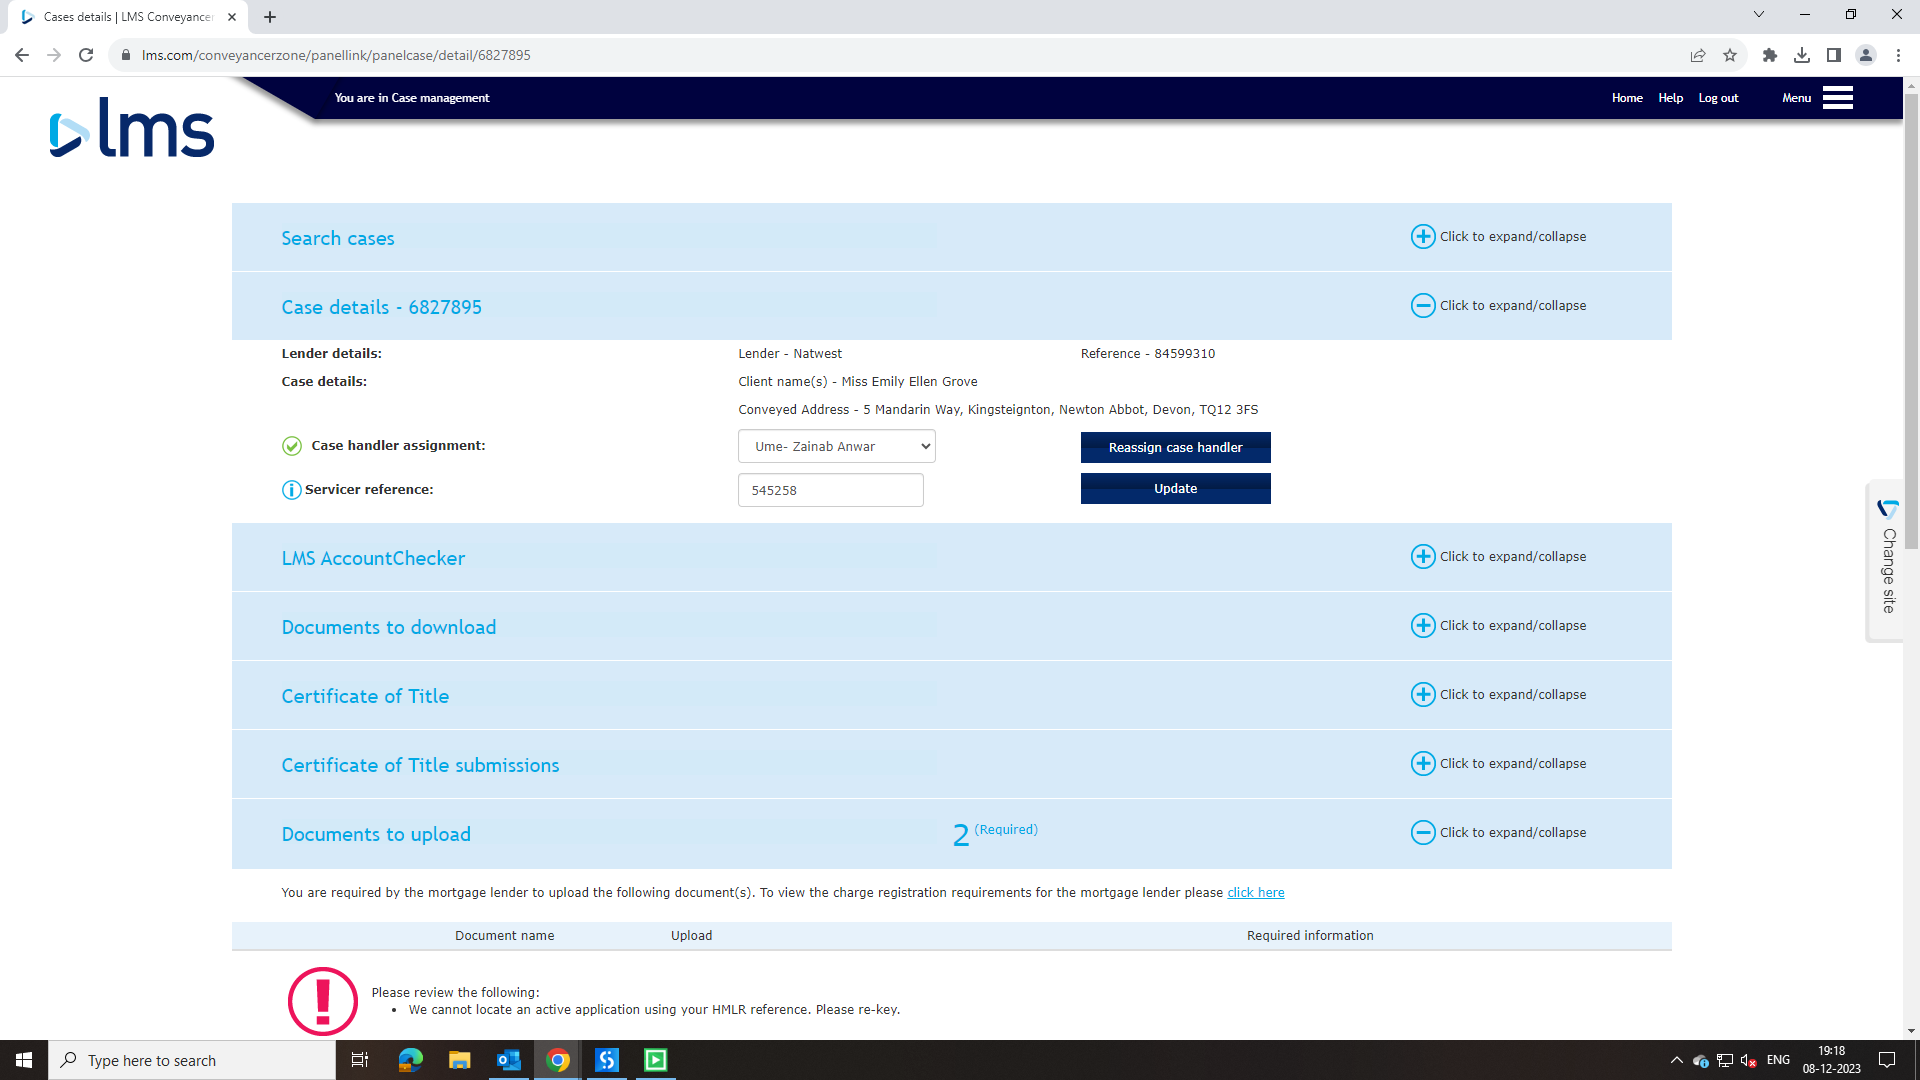 Cases details | LMS Conveyancer
lms.com/conveyancerzone/panellink/panelcase/detail/6827895
You are in Case management
Home
Help
Log out
Menu
lms
Search cases
Click to expand/collapse
Case details - 6827895
Click to expand/collapse
Lender details:
Lender - Natwest
Reference - 84599310
Case details:
Client name(s) - Miss Emily Ellen Grove
Conveyed Address - 5 Mandarin Way, Kingsteignton, Newton Abbot, Devon, TQ12 3FS
Case handler assignment:
Ume- Zainab Anwar
Reassign case handler
Servicer reference:
545258
Update
Change site
LMS AccountChecker
Click to expand/collapse
Documents to download
Click to expand/collapse
Certificate of Title
Click to expand/collapse
Certificate of Title submissions
Click to expand/collapse
Documents to upload
2 (Required)
Click to expand/collapse
You are required by the mortgage lender to upload the following document(s). To view the charge registration requirements for the mortgage lender please click here
Document name
Upload
Required information
Please review the following:
• We cannot locate an active application using your HMLR reference. Please re-key.
Type here to search
ENG
19:18
08-12-2023